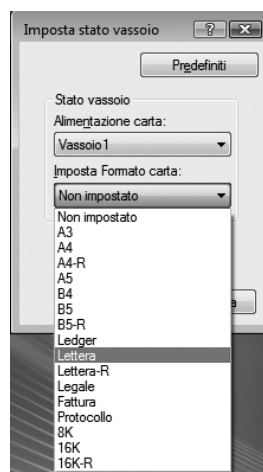 Imposta stato vassoio
Predefiniti
Stato vassoio
Alimentazione carta:
Vassoio1
Imposta Formato carta:
Non impostato
Non impostato
A3
A4
A4-R
A5
B4
B5
B5-R
Ledger
Lettera
Lettera-R
Legale
Fattura
Protocollo
8K
16K
16K-R